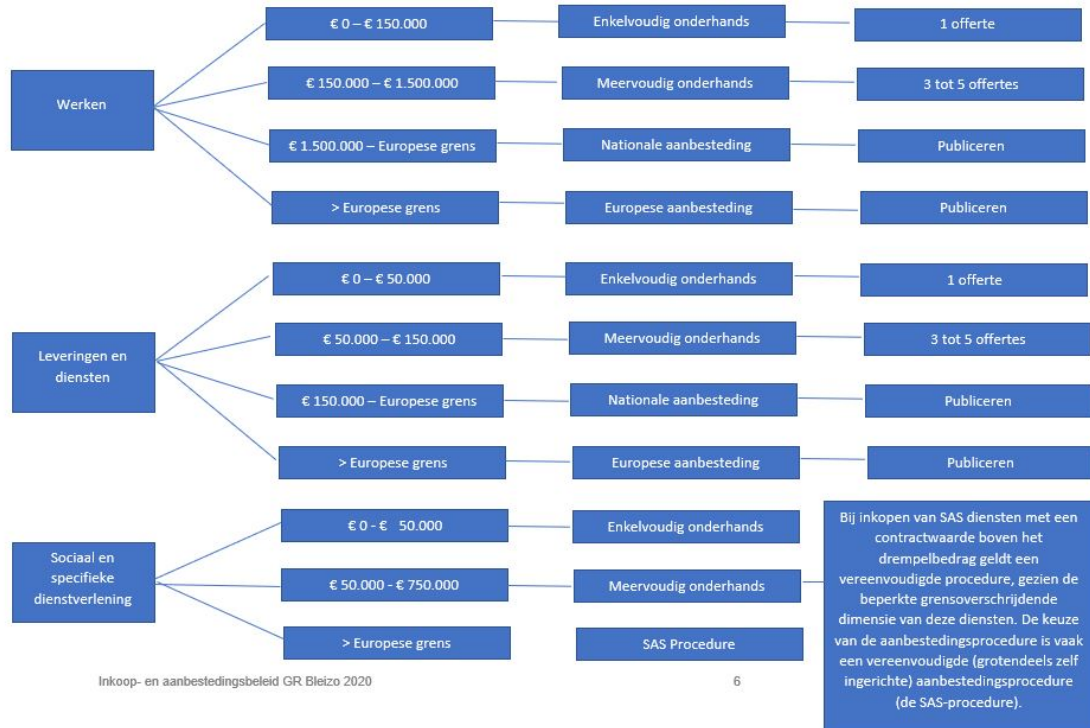 € 0 – € 150.000
Enkelvoudig onderhands
1 offerte
Werken
€ 150.000 – € 1.500.000
Meervoudig onderhands
3 tot 5 offertes
€ 1.500.000 – Europese grens
Nationale aanbesteding
Publiceren
> Europese grens
Europese aanbesteding
Publiceren
Leveringen en
diensten
€ 0 – € 50.000
Enkelvoudig onderhands
1 offerte
€ 50.000 – € 150.000
Meervoudig onderhands
3 tot 5 offertes
€ 150.000 – Europese grens
Nationale aanbesteding
Publiceren
> Europese grens
Europese aanbesteding
Publiceren
Sociaal en
specifieke
dienstverlening
€ 0 - € 50.000
Enkelvoudig onderhands
€ 50.000 - € 750.000
Meervoudig onderhands
> Europese grens
SAS Procedure
Bij inkopen van SAS diensten met een
contractwaarde boven het
drempelbedrag geldt een
vereenvoudigde procedure, gezien de
beperkte grensoverschrijdende
dimensie van deze diensten. De keuze
van de aanbestedingsprocedure is vaak
een vereenvoudigde (grotendeels zelf
ingerichte) aanbestedingsprocedure
(de SAS-procedure).
Inkoop- en aanbestedingsbeleid GR Bleizo 2020
6